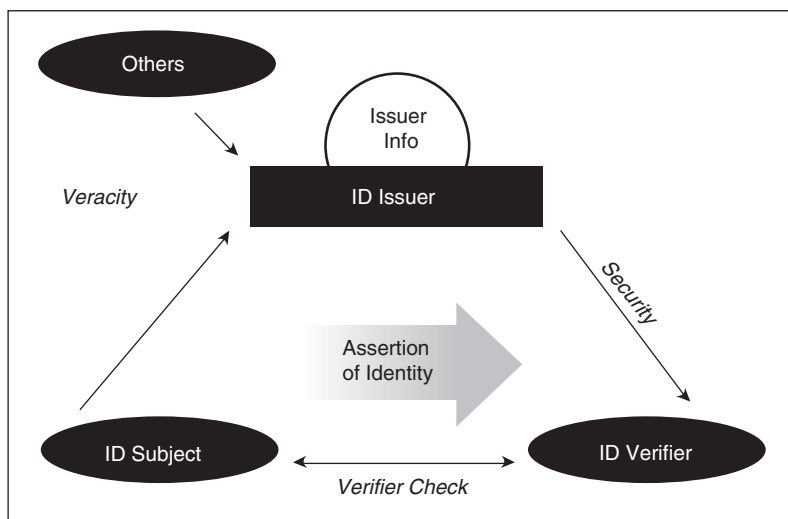 Others
Issuer
Info
Veracity
ID Issuer
Security
Assertion
of Identity
ID Subject
ID Verifier
Verifier Check